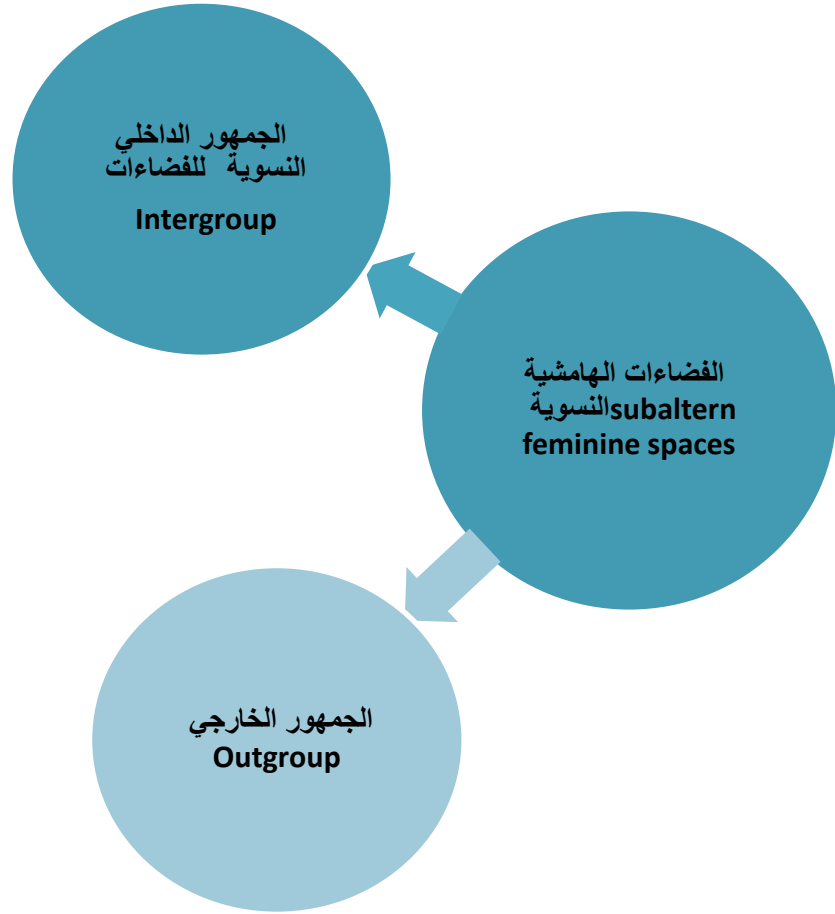 الجمهور الداخلي
النسوية للفضاءات
Intergroup
الفضاءات الهامشية
النسويةsubaltern
feminine spaces
الجمهور الخارجي
Outgroup